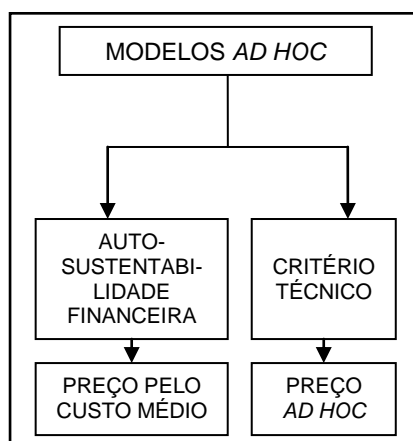 MODELOS AD HOC
AUTO-
SUSTENTABI-
LIDADE
FINANCEIRA
CRITÉRIO
TÉCNICO
PREÇO PELO
CUSTO MÉDIO
PREÇO
AD HOC